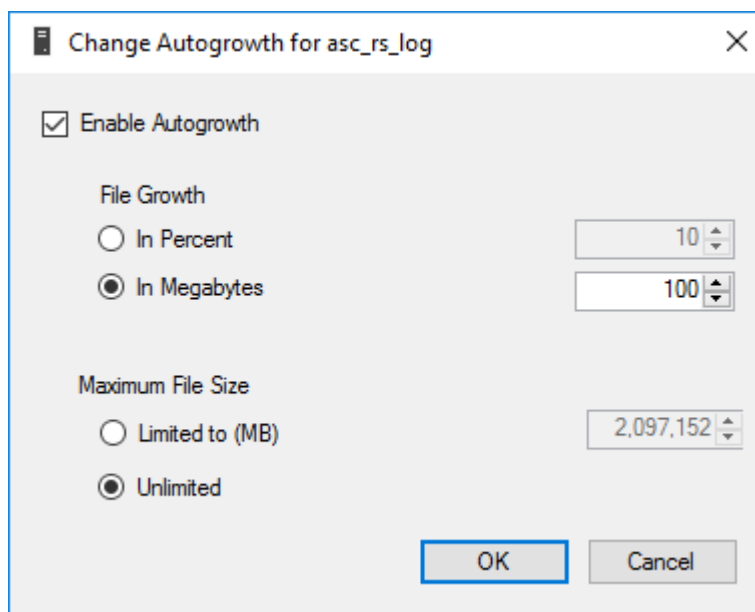 Change Autogrowth for asc_rs_log
Enable Autogrowth
File Growth
In Percent 10
In Megabytes 100
Maximum File Size
Limited to (MB) 2,097,152
Unlimited
OK Cancel